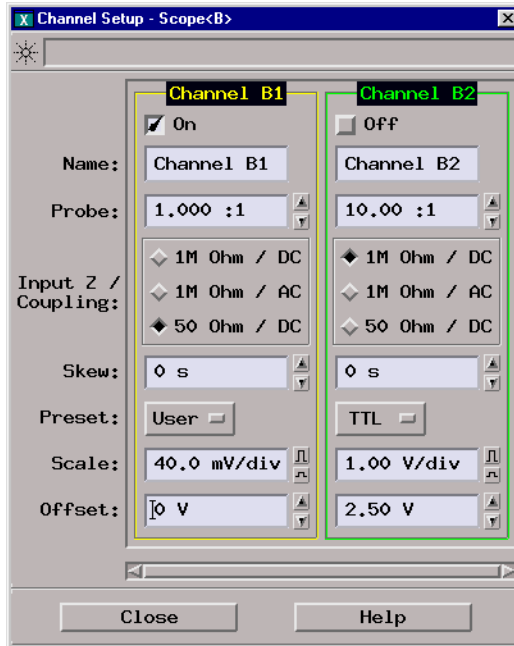 X Channel Setup - Scope<B>
Channel B1 Channel B2
On Off
Name: Channel B1 Channel B2
Probe: 1.000 :1 10.00 :1
1M Ohm / DC 1M Ohm / DC
Input Z / 1M Ohm / AC 1M Ohm / AC
Coupling: 50 Ohm / DC 50 Ohm / DC
Skew: 0 s 0 s
Preset: User TTL
Scale: 40.0 mV/div 1.00 V/div
Offset: 0 V 2.50 V
Close Help